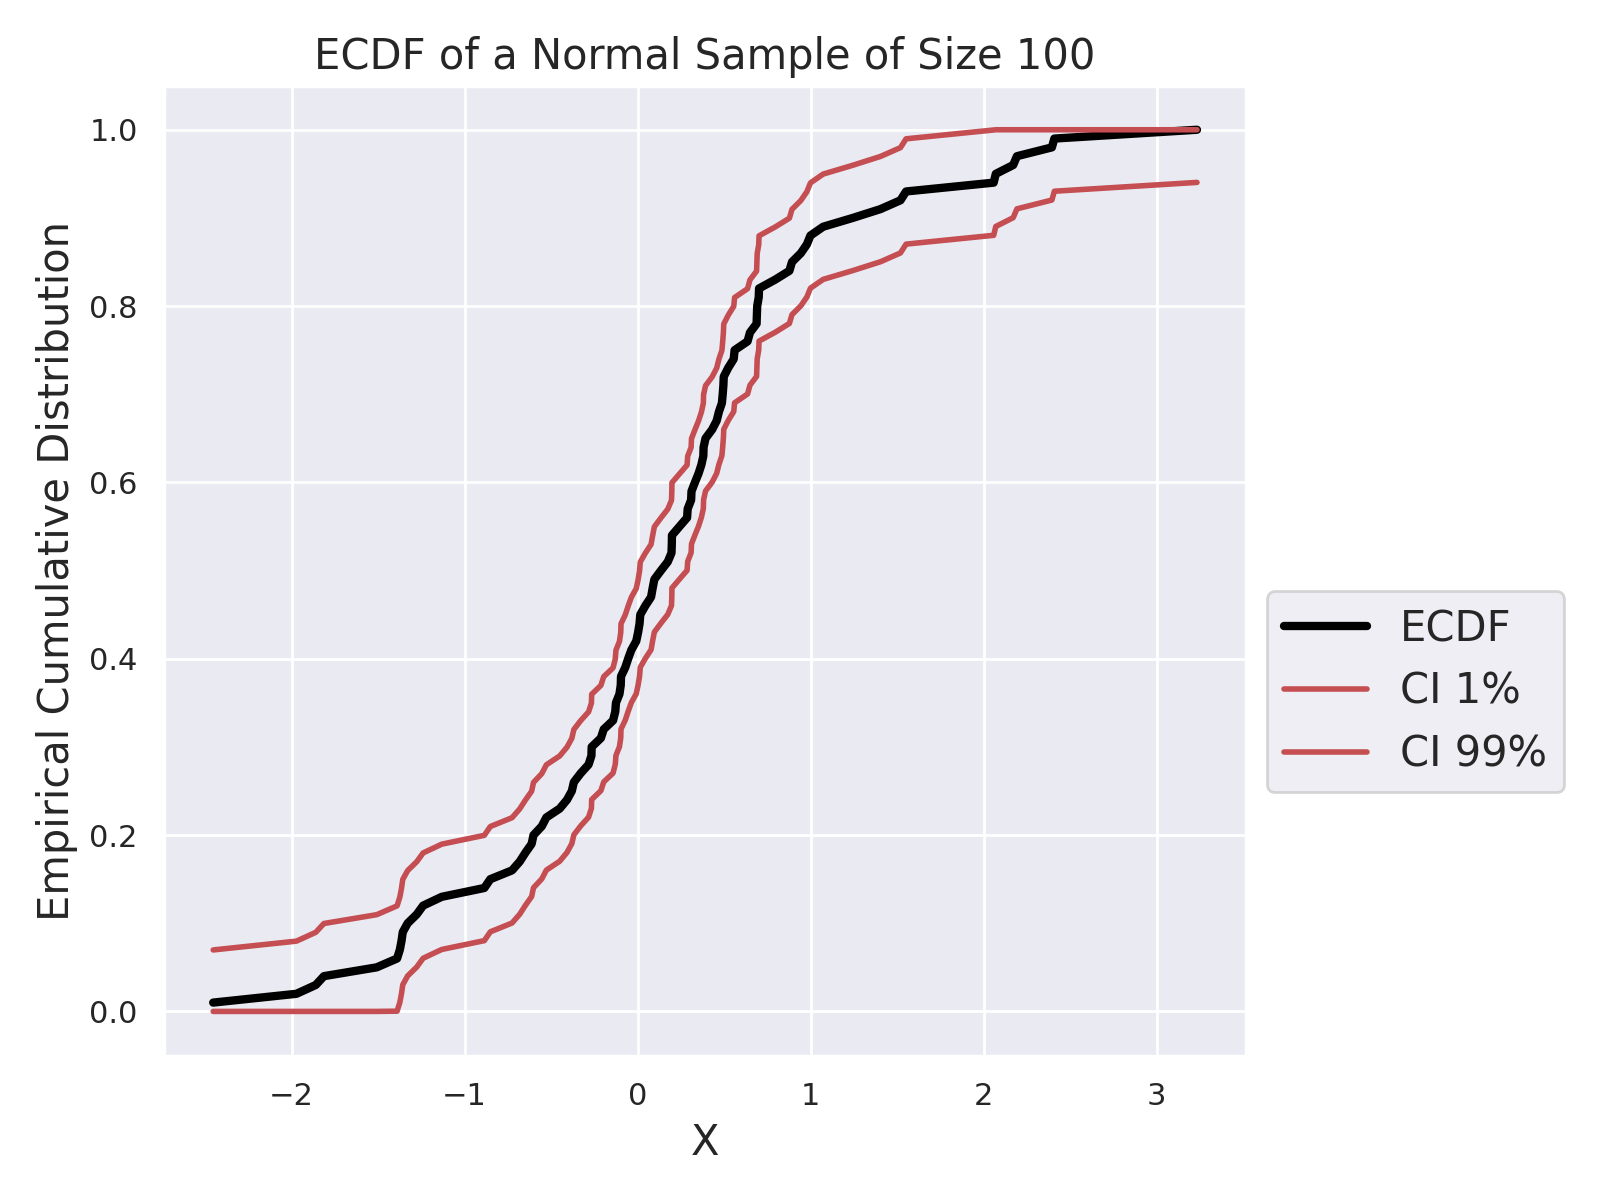 ECDF of a Normal Sample of Size 100
Empirical Cumulative Distribution
1.0
0.8
0.6
0.4
0.2
0.0
−2
−1
0
1
2
3
X
ECDF
CI 1%
CI 99%